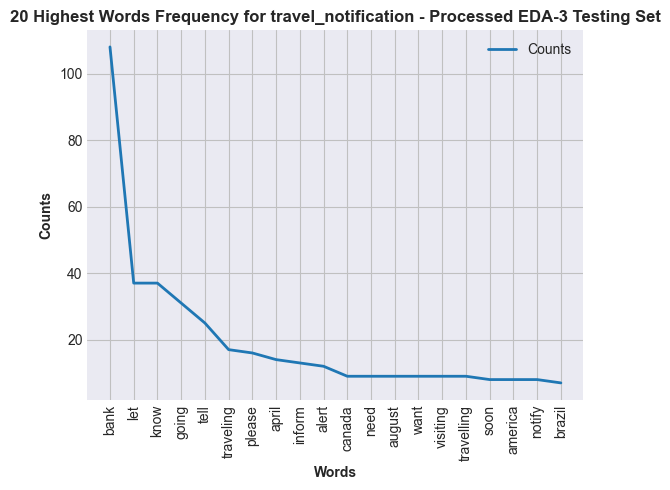 20 Highest Words Frequency for travel_notification - Processed EDA-3 Testing Set
Counts
100
80
60
40
20
Counts
bank
let
know
going
tell
traveling
please
april
inform
alert
canada
need
august
want
visiting
travelling
soon
america
notify
brazil
Words